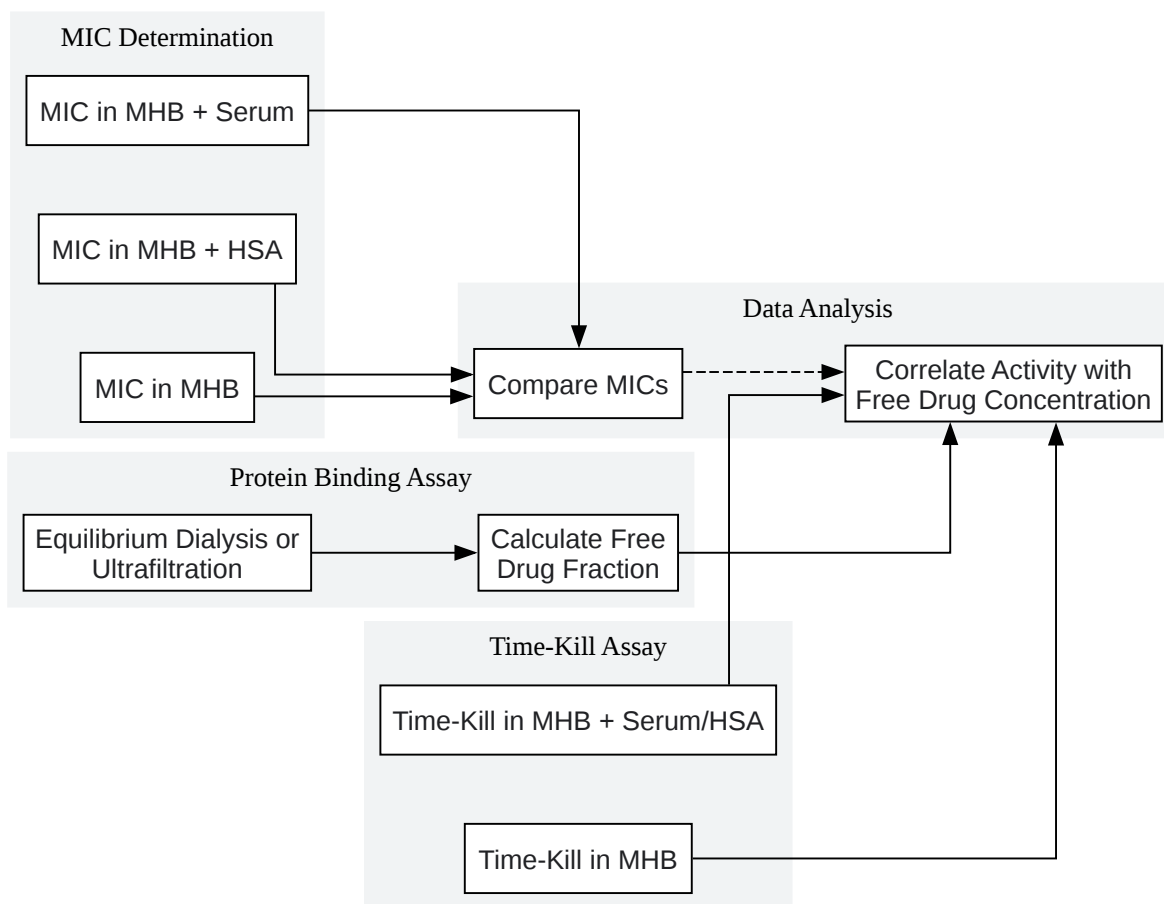 MIC Determination
MIC in MHB + Serum
MIC in MHB + HSA
MIC in MHB
Data Analysis
Compare MICs
Correlate Activity with
Free Drug Concentration
Protein Binding Assay
Equilibrium Dialysis or
Ultrafiltration
Calculate Free
Drug Fraction
Time-Kill Assay
Time-Kill in MHB + Serum/HSA
Time-Kill in MHB